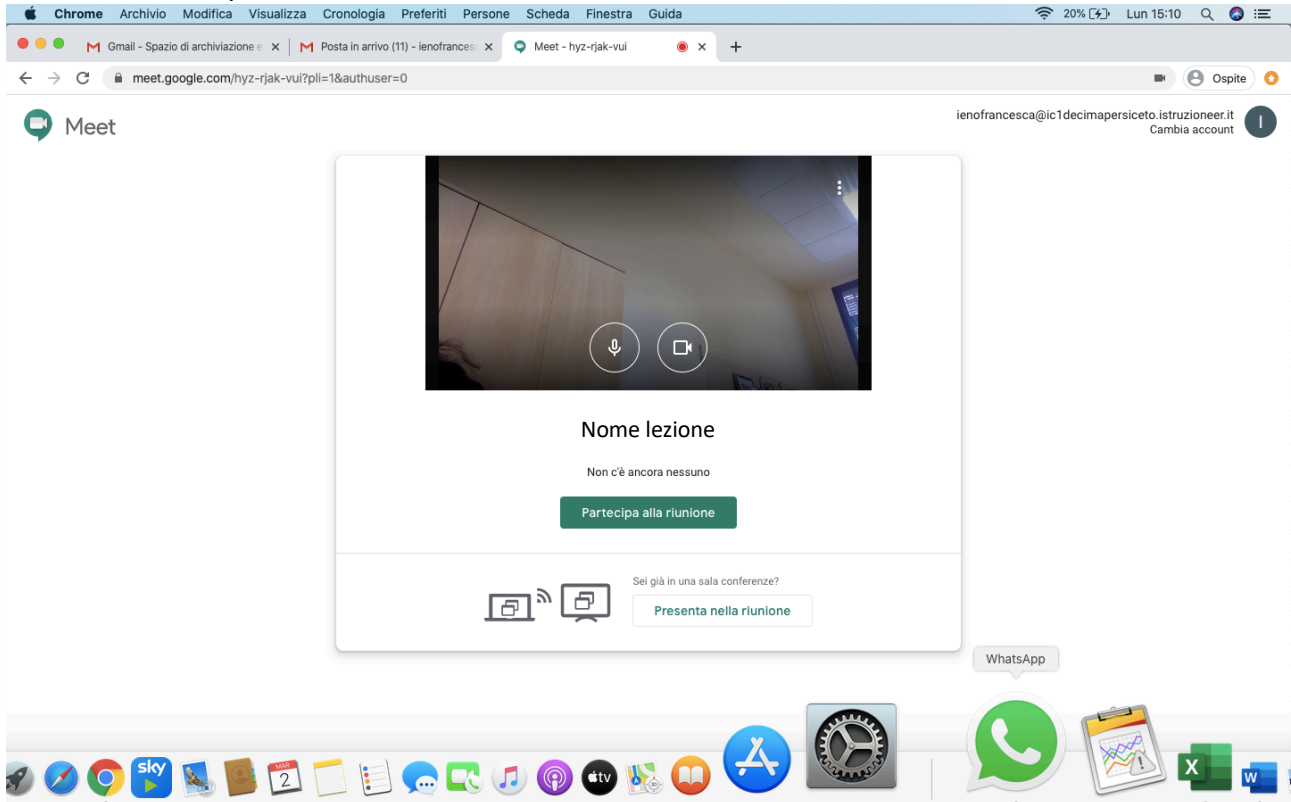 Chrome Archivio Modifica Visualizza Cronologia Preferiti Persone Scheda Finestra Guida 20% Lun 15:10
Gmail - Spazio di archiviazione e Posta in arrivo (11) - ienofrances Meet - hyz-rjak-vui
meet.google.com/hyz-rjak-vui?pli=1&authuser=0 Ospite
Meet
ienofrancesca@ic1decimapersiceto.istruzioneer.it
Cambia account
I
Nome lezione
Non c'è ancora nessuno
Partecipa alla riunione
Sei già in una sala conferenze?
Presenta nella riunione
WhatsApp
sky
MAR
2
tv
X
W